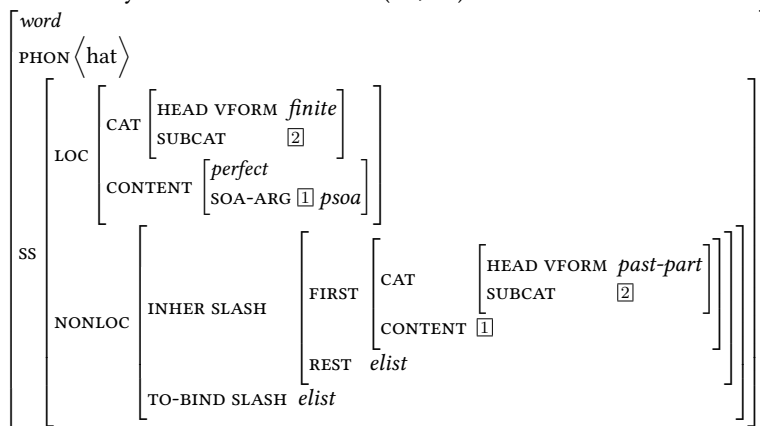 word
PHON ⟨hat⟩
SS
LOC
CAT
HEAD VFORM finite
SUBCAT 2
CONTENT
perfect
SOA-ARG 1 psoa
NONLOC
INHER SLASH
FIRST
CAT
HEAD VFORM past-part
SUBCAT 2
CONTENT 1
REST elist
TO-BIND SLASH elist